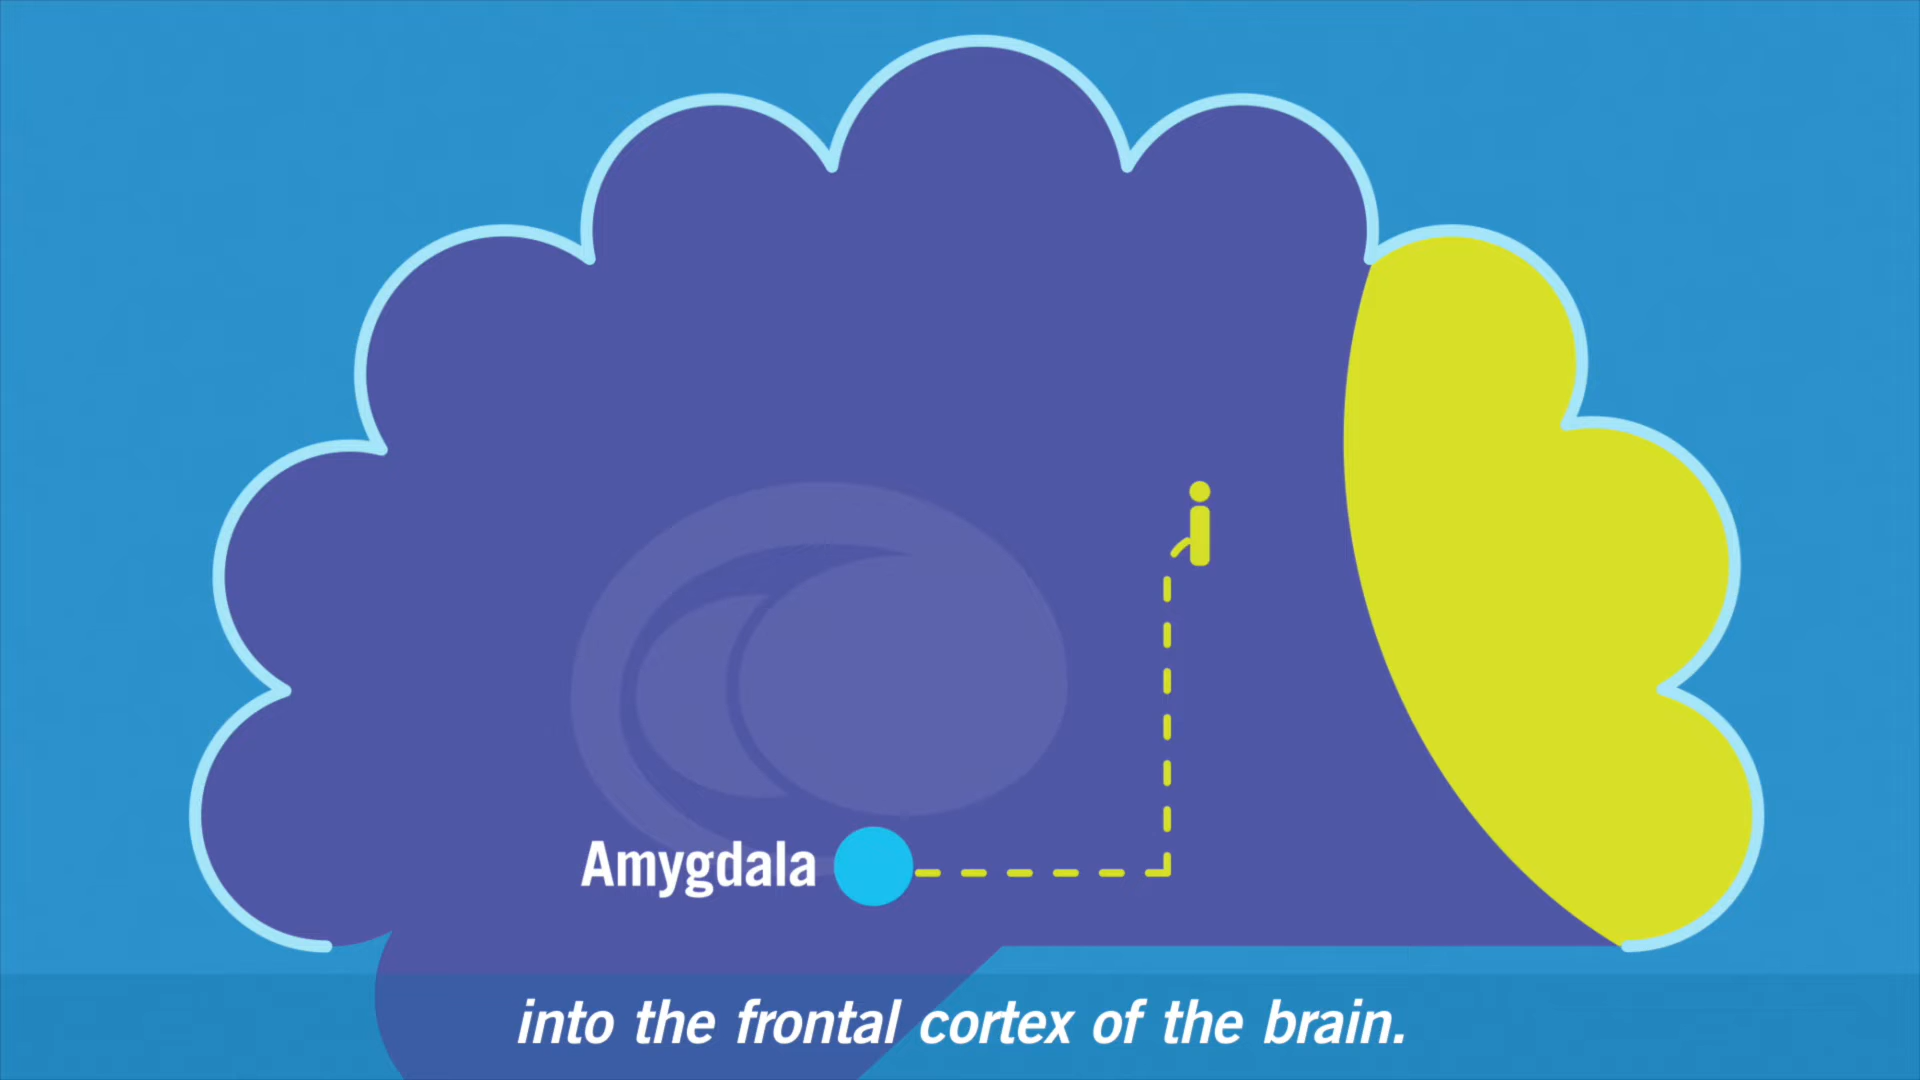 Amygdala
into the frontal cortex of the brain.